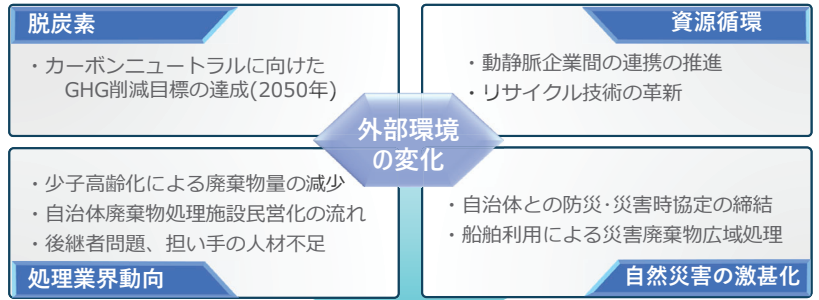 脱炭素
・カーボンニュートラルに向けた
GHG削減目標の達成(2050年)
資源循環
・動静脈企業間の連携の推進
・リサイクル技術の革新
外部環境
の変化
・少子高齢化による廃棄物量の減少
・自治体廃棄物処理施設民営化の流れ
・後継者問題、担い手の人材不足
処理業界動向
・自治体との防災･災害時協定の締結
・船舶利用による災害廃棄物広域処理
自然災害の激甚化